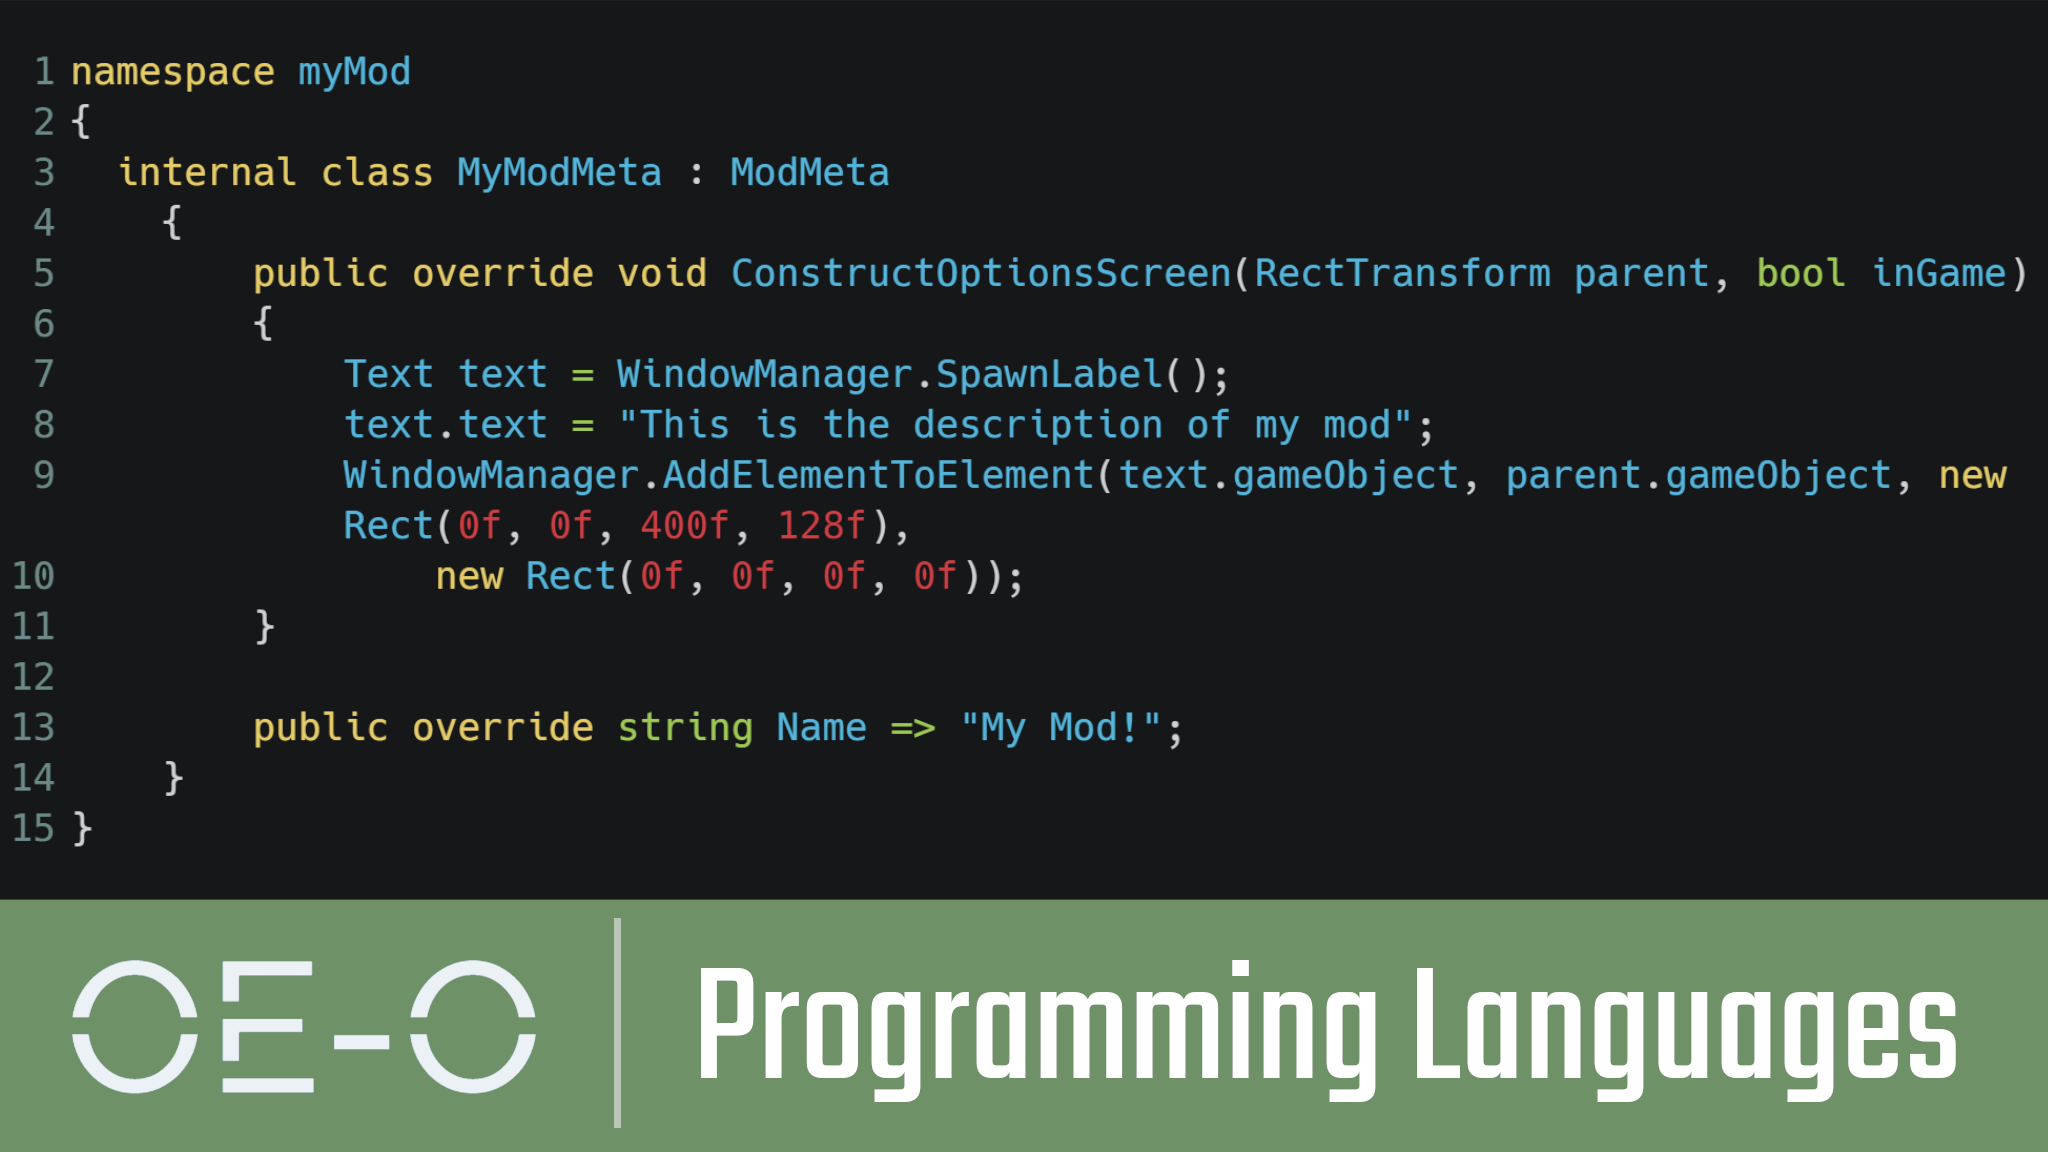 1 namespace myMod
2 {
3 internal class MyModMeta : ModMeta
4 {
5 public override void ConstructOptionsScreen(RectTransform parent, bool inGame)
6 {
7 Text text = WindowManager.SpawnLabel();
8 text.text = "This is the description of my mod";
9 WindowManager.AddElementToElement(text.gameObject, parent.gameObject, new
Rect(0f, 0f, 400f, 128f),
10 new Rect(0f, 0f, 0f, 0f));
11 }
12
13 public override string Name => "My Mod!";
14 }
15 }
OE-O
Programming Languages